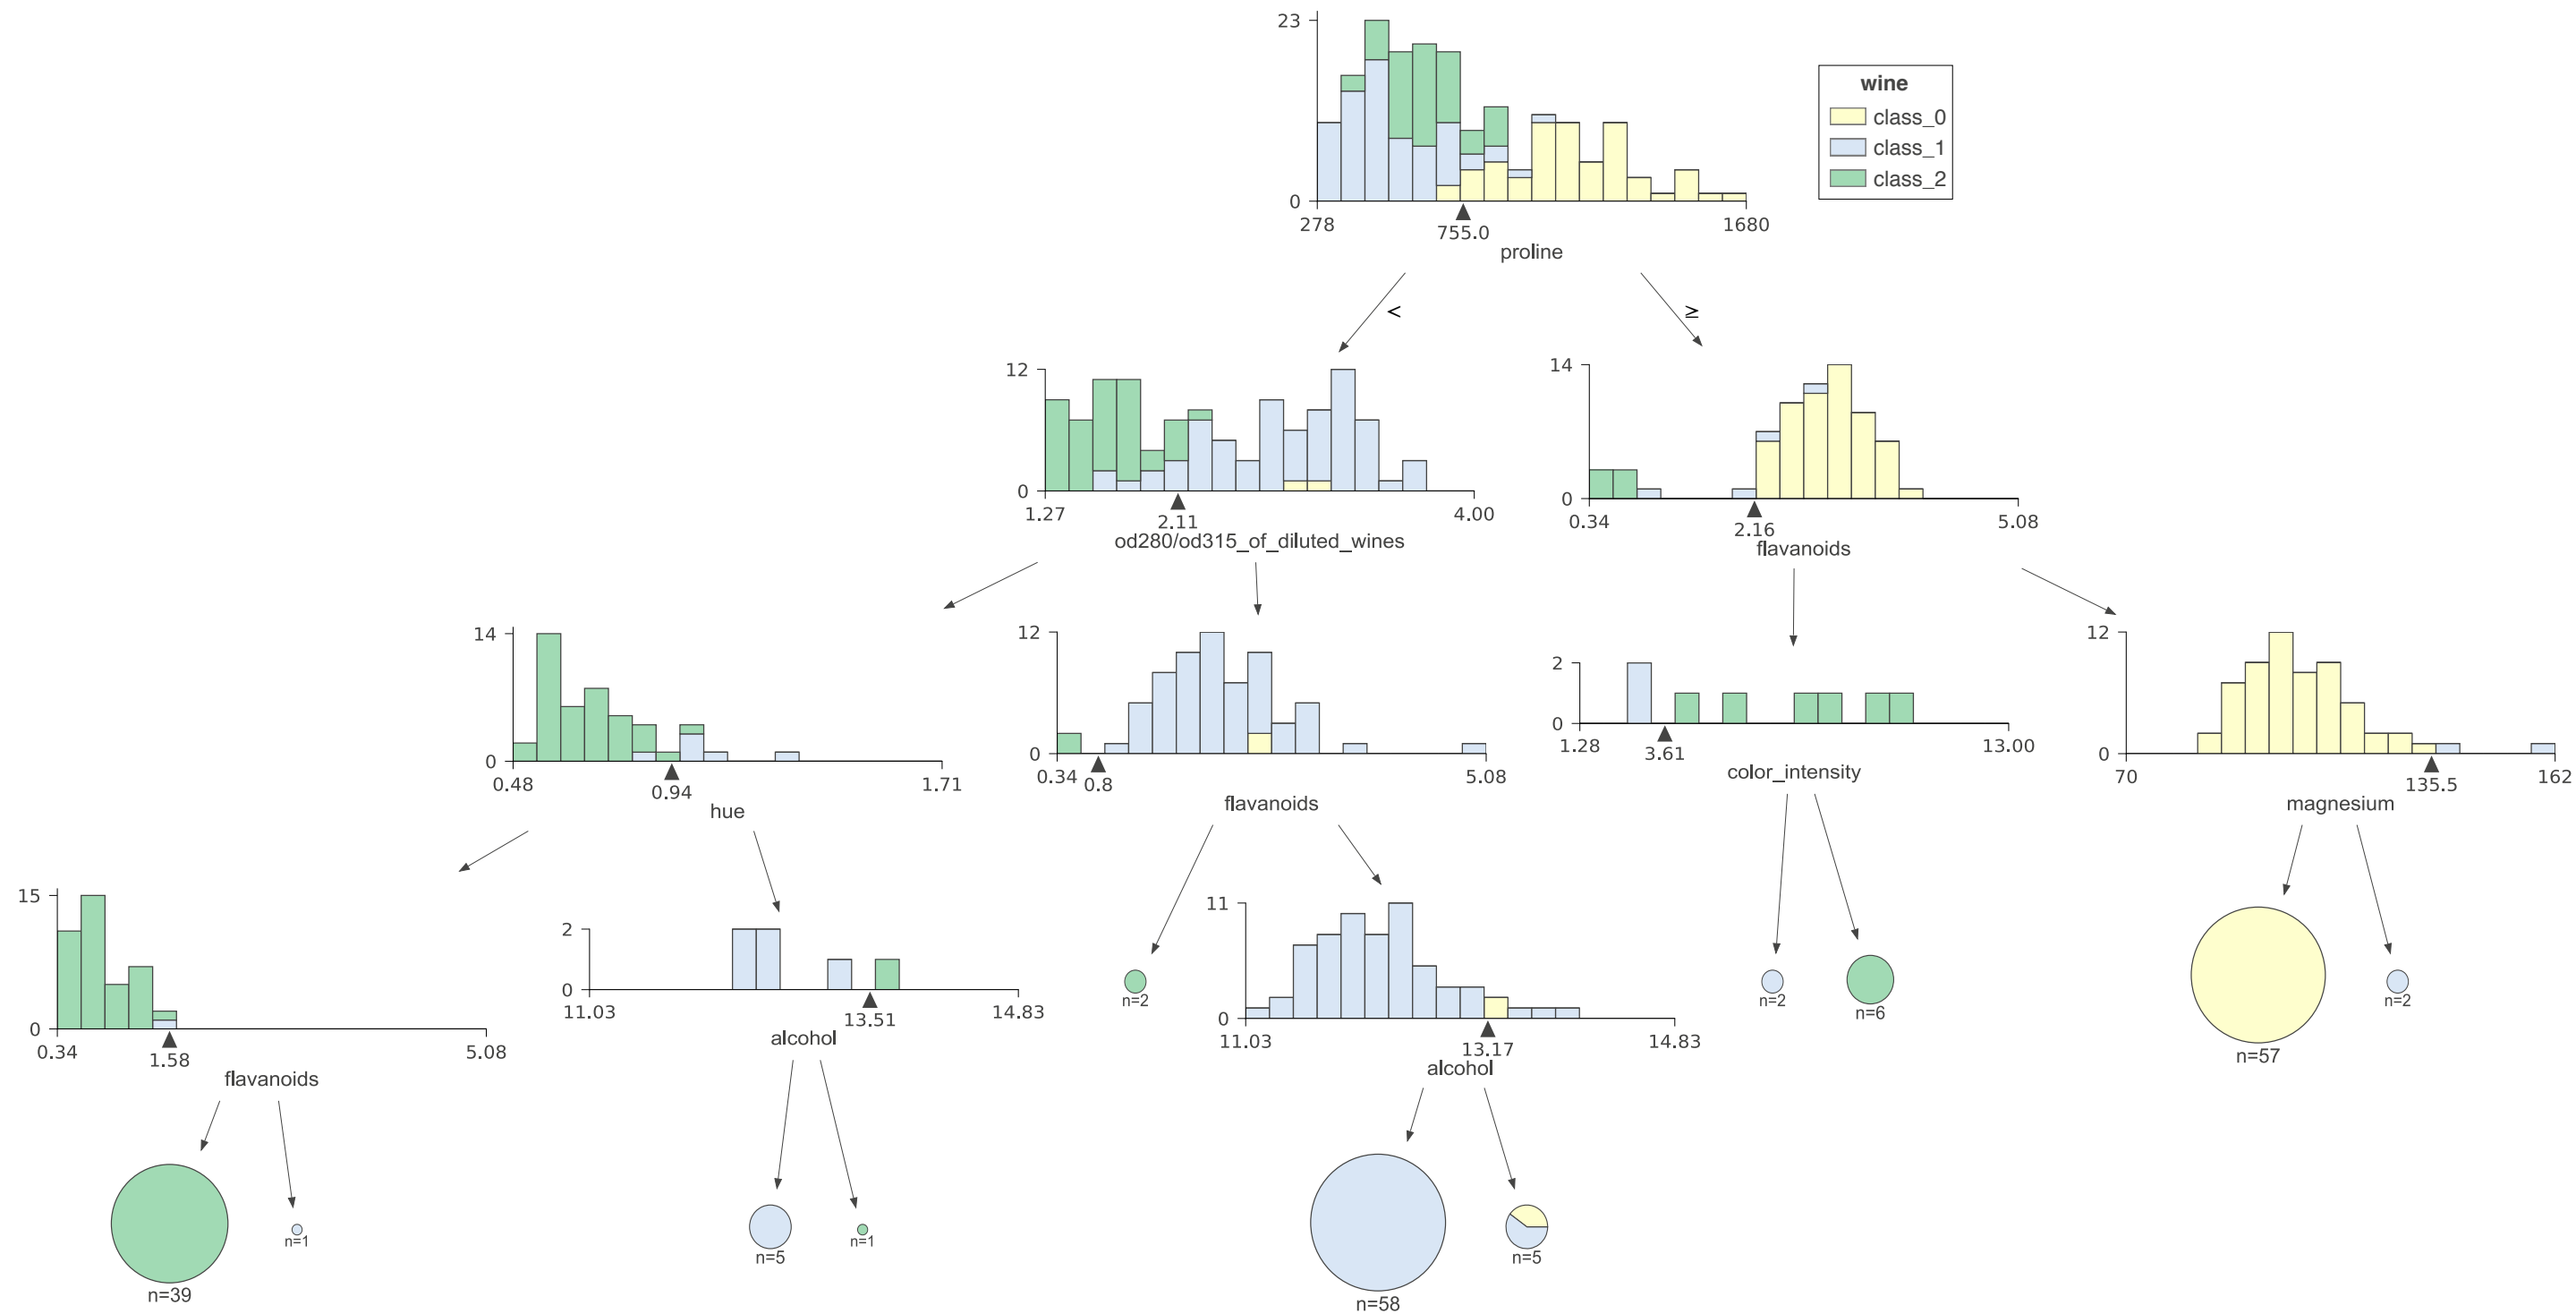 23
0
278
755.0
1680
proline
wine
class_0
class_1
class_2
<
≥
12
0
1.27
2.11
4.00
od280/od315_of_diluted_wines
14
0
0.34
2.16
5.08
flavanoids
14
0
0.48
0.94
1.71
hue
12
0
0.34
0.8
5.08
flavanoids
2
0
1.28
3.61
13.00
color_intensity
12
0
70
135.5
162
magnesium
15
0
0.34
1.58
5.08
flavanoids
2
0
11.03
13.51
14.83
alcohol
n=2
11
0
11.03
13.17
14.83
alcohol
n=2
n=6
n=57
n=2
n=39
n=1
n=5
n=1
n=58
n=5